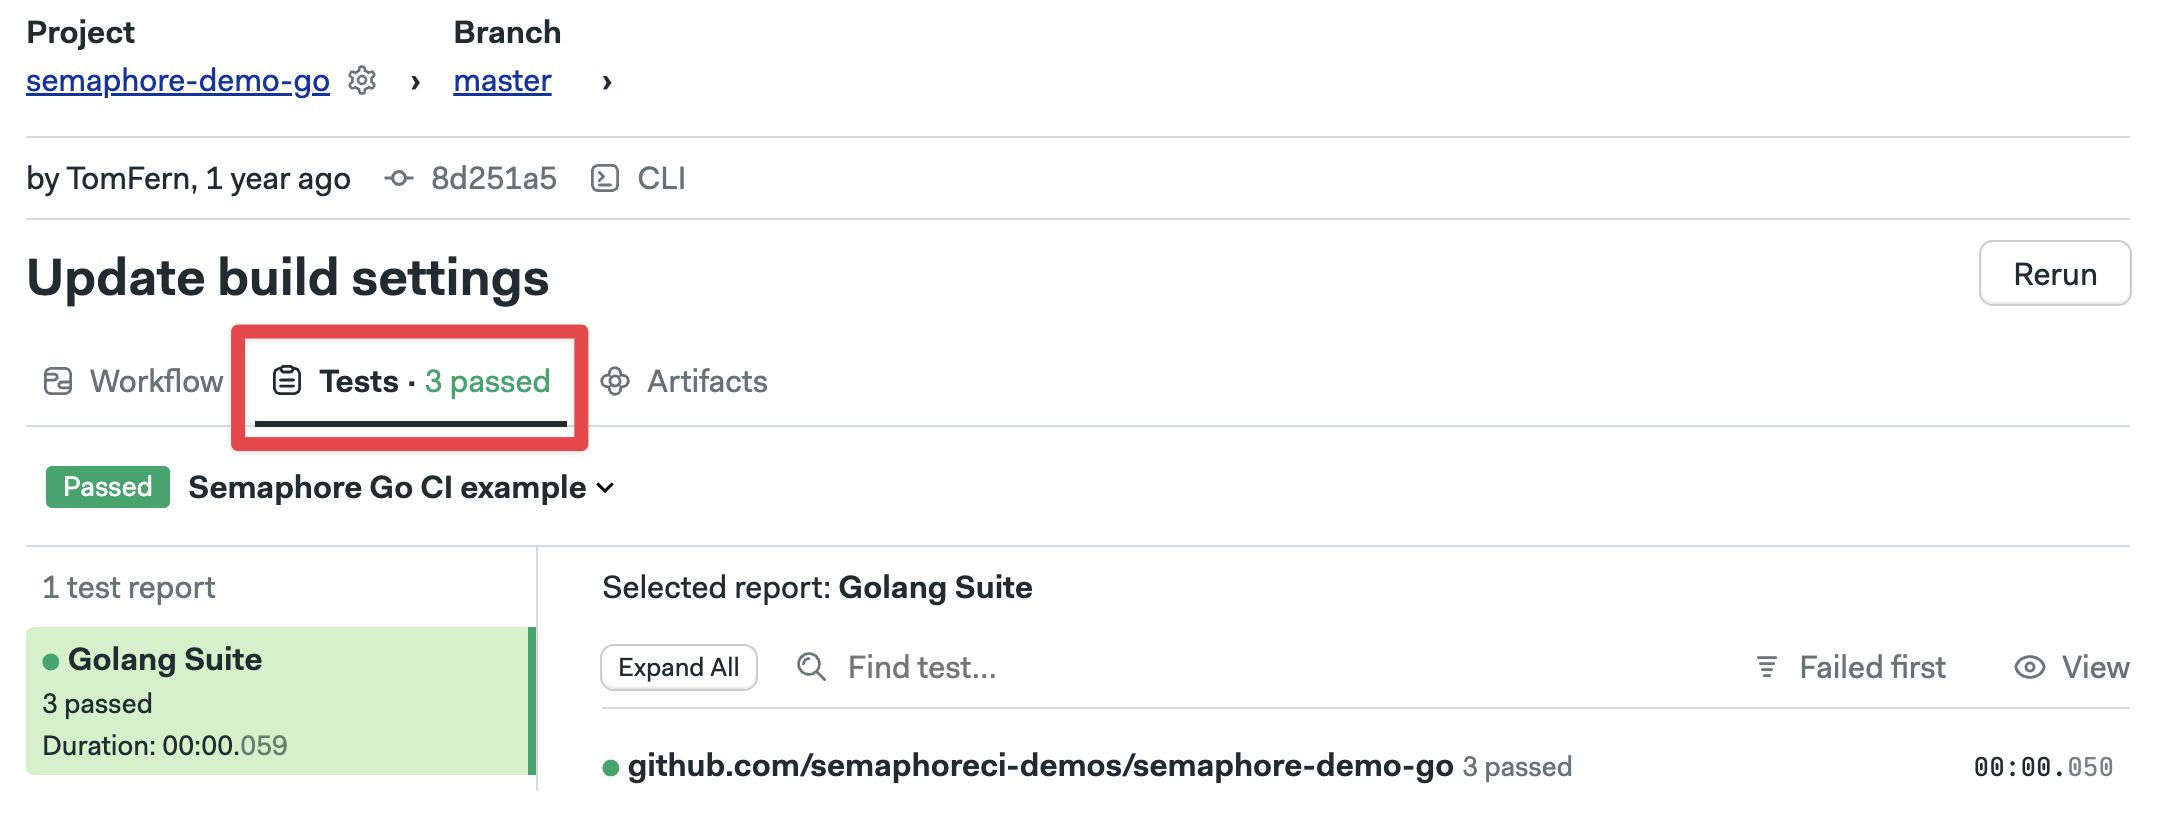 Project Branch
semaphore-demo-go › master ›
by TomFern, 1 year ago 8d251a5 CLI
Update build settings Rerun
Workflow Tests · 3 passed Artifacts
Passed Semaphore Go CI example
1 test report
Golang Suite
3 passed
Duration: 00:00.059
Selected report: Golang Suite
Expand All Find test... Failed first View
github.com/semaphoreci-demos/semaphore-demo-go 3 passed 00:00.050